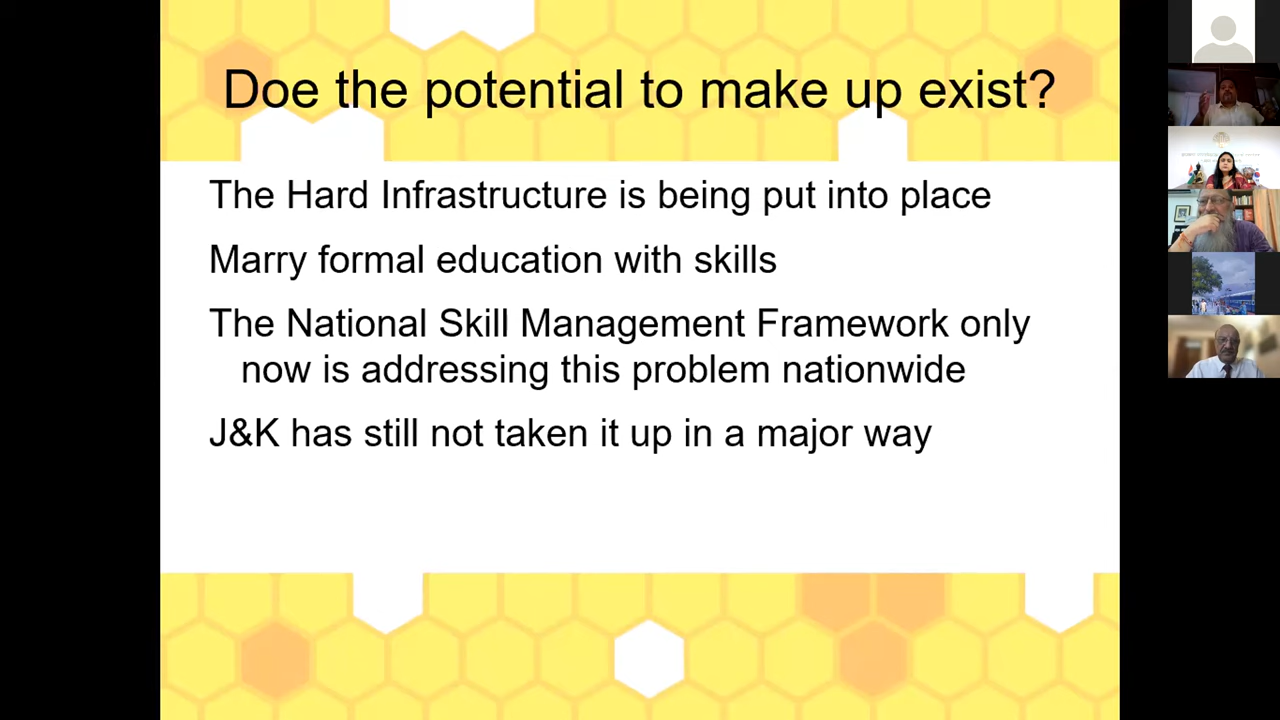 Doe the potential to make up exist?
The Hard Infrastructure is being put into place
Marry formal education with skills
The National Skill Management Framework only
now is addressing this problem nationwide
J&K has still not taken it up in a major way